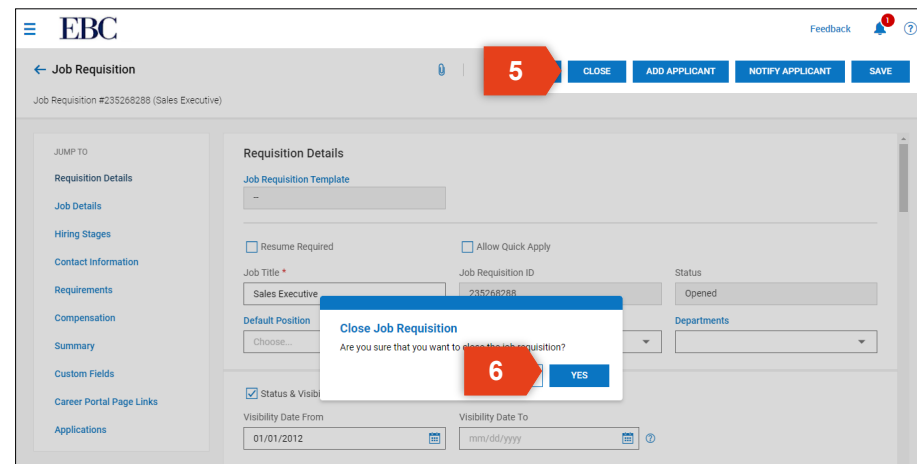 EBC
Feedback
1
Job Requisition
5
CLOSE
ADD APPLICANT
NOTIFY APPLICANT
SAVE
Job Requisition #235268288 (Sales Executive)
JUMP TO
Requisition Details
Job Details
Hiring Stages
Contact Information
Requirements
Compensation
Summary
Custom Fields
Career Portal Page Links
Applications
Requisition Details
Job Requisition Template
–
Resume Required
Allow Quick Apply
Job Title *
Job Requisition ID
Status
Sales Executive
235268288
Opened
Default Position
Departments
Choose...
Close Job Requisition
Are you sure that you want to close the job requisition?
6
YES
Status & Visibi
Visibility Date From
Visibility Date To
01/01/2012
mm/dd/yyyy